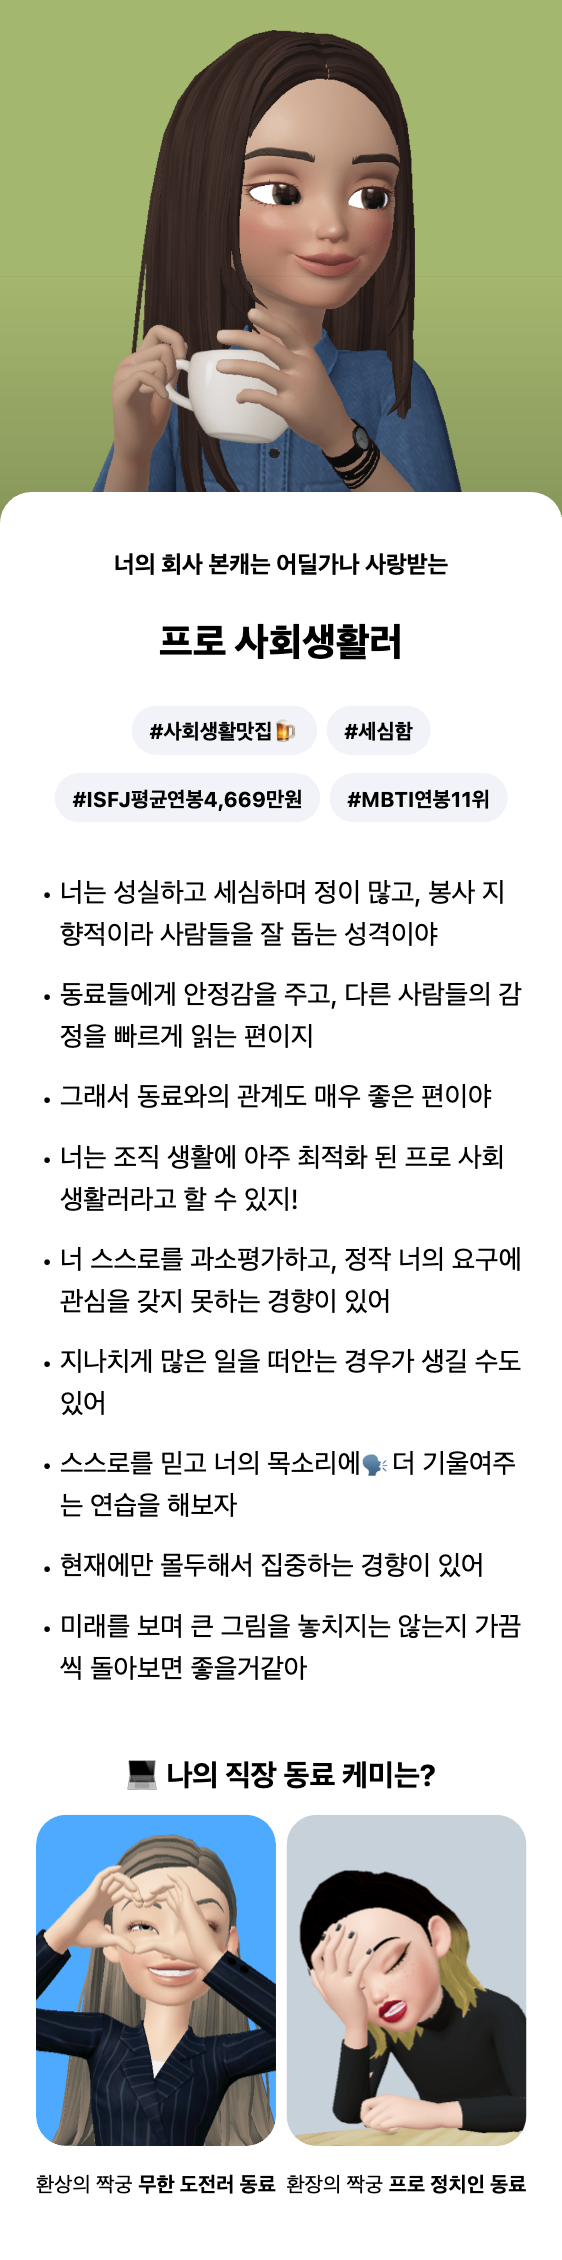 너의 회사 본캐는 어딜가나 사랑받는
프로 사회생활러
#사회생활맛집🍺 #세심함
#ISFJ평균연봉4,669만원 #MBTI연봉11위
• 너는 성실하고 세심하며 정이 많고, 봉사 지
향적이라 사람들을 잘 돕는 성격이야
• 동료들에게 안정감을 주고, 다른 사람들의 감
정을 빠르게 읽는 편이지
• 그래서 동료와의 관계도 매우 좋은 편이야
• 너는 조직 생활에 아주 최적화 된 프로 사회
생활러라고 할 수 있지!
• 너 스스로를 과소평가하고, 정작 너의 요구에
관심을 갖지 못하는 경향이 있어
• 지나치게 많은 일을 떠안는 경우가 생길 수도
있어
• 스스로를 믿고 너의 목소리에🗣️ 더 기울여주
는 연습을 해보자
• 현재에만 몰두해서 집중하는 경향이 있어
• 미래를 보며 큰 그림을 놓치지는 않는지 가끔
씩 돌아보면 좋을거같아
💻 나의 직장 동료 케미는?
환상의 짝궁 무한 도전러 동료
환장의 짝궁 프로 정치인 동료